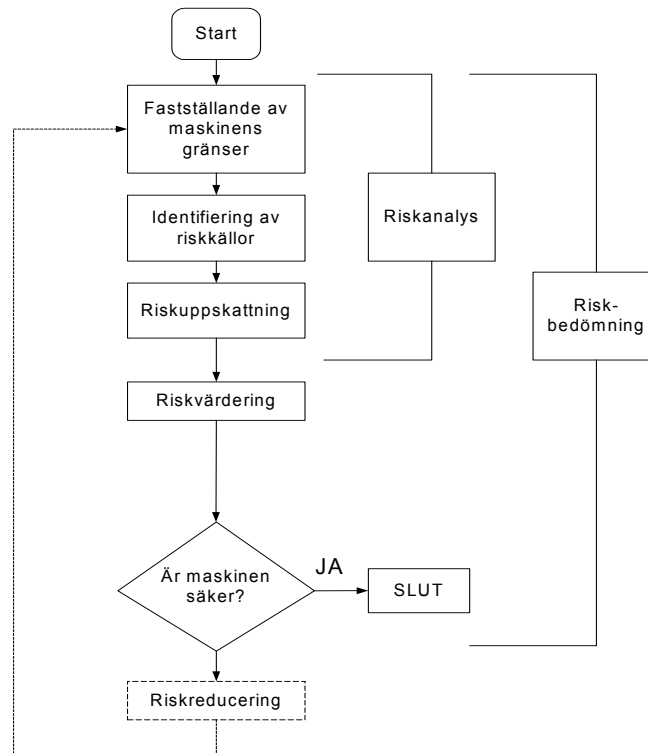 Start
Fastställande av
maskinens
gränser
Identifiering av
riskkällor
Riskanalys
Riskuppskattning
Risk-
bedömning
Riskvärdering
Är maskinen
säker?
JA
SLUT
Riskreducering